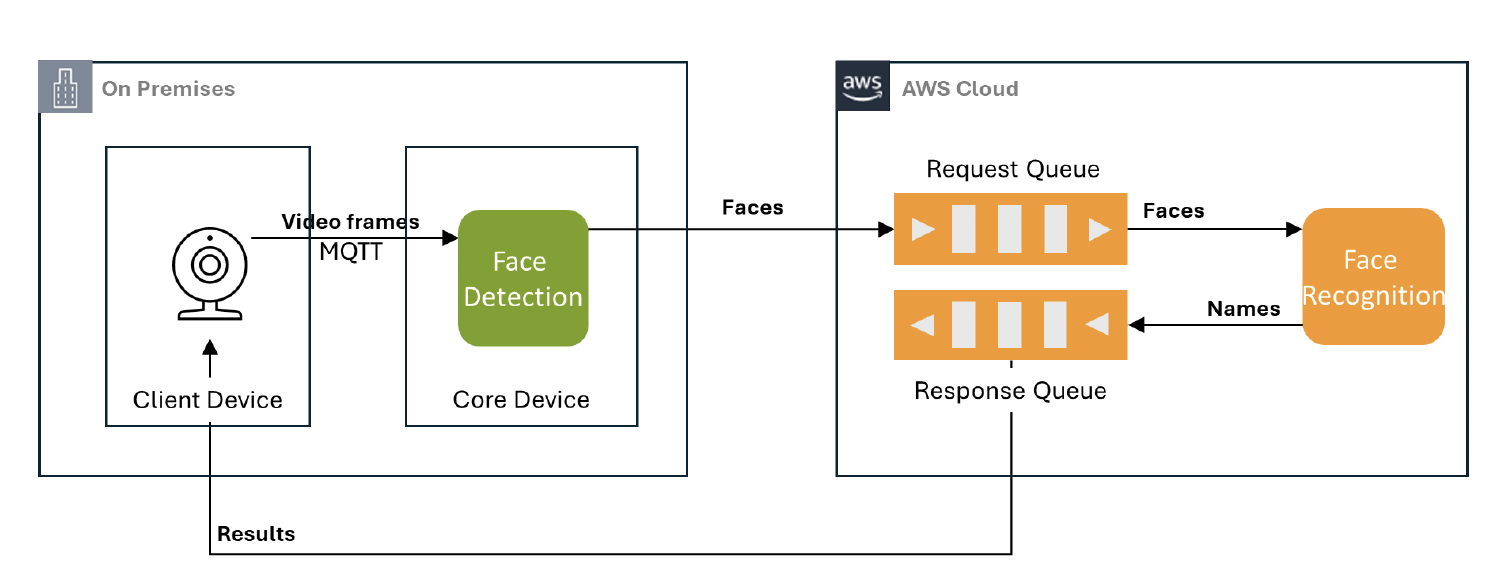 On Premises
aws
AWS Cloud
Request Queue
Video frames
MQTT
Faces
Faces
Face
Detection
Face
Recognition
Names
Client Device
Core Device
Response Queue
Results